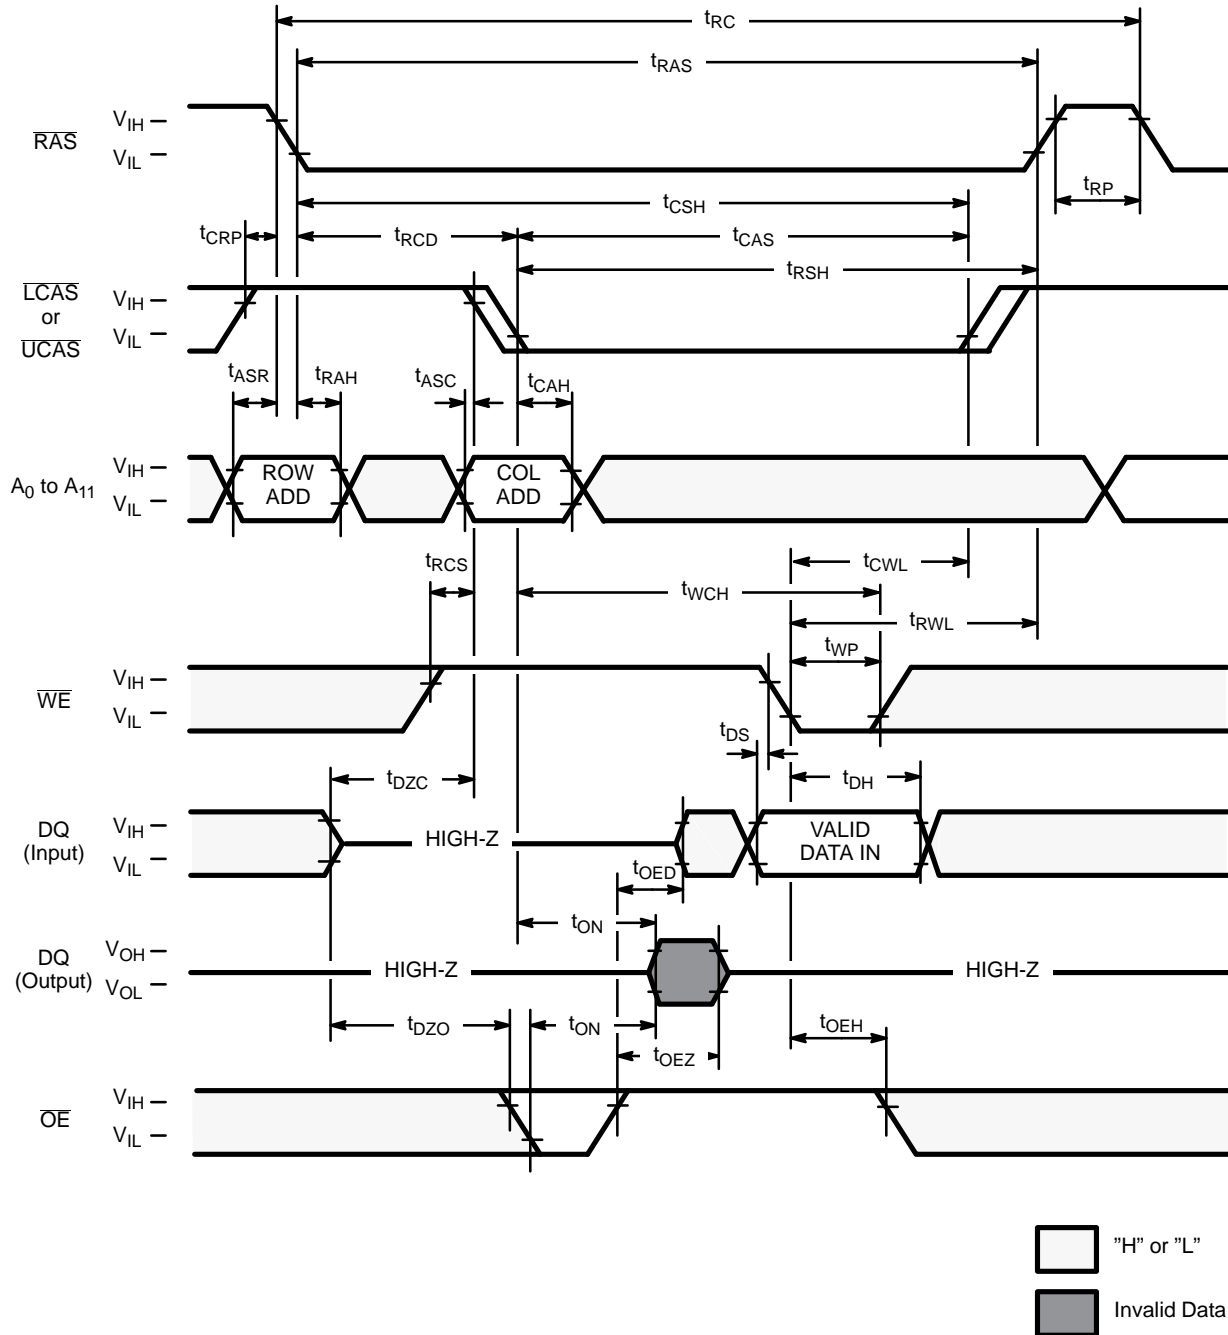 tRC
tRAS
RAS
VIH
VIL
tRP
tCSH
tCRP
tRCD
tCAS
tRSH
LCAS
or
UCAS
VIH
VIL
tASR
tRAH
tASC
tCAH
A0 to A11
VIH
VIL
ROW
ADD
COL
ADD
tRCS
tCWL
tWCH
tRWL
tWP
WE
VIH
VIL
tDS
tDZC
tDH
DQ
(Input)
VIH
VIL
HIGH-Z
VALID
DATA IN
tOED
tON
DQ
(Output)
VOH
VOL
HIGH-Z
HIGH-Z
tDZO
tON
tOEH
tOEZ
OE
VIH
VIL
”H” or ”L”
Invalid Data